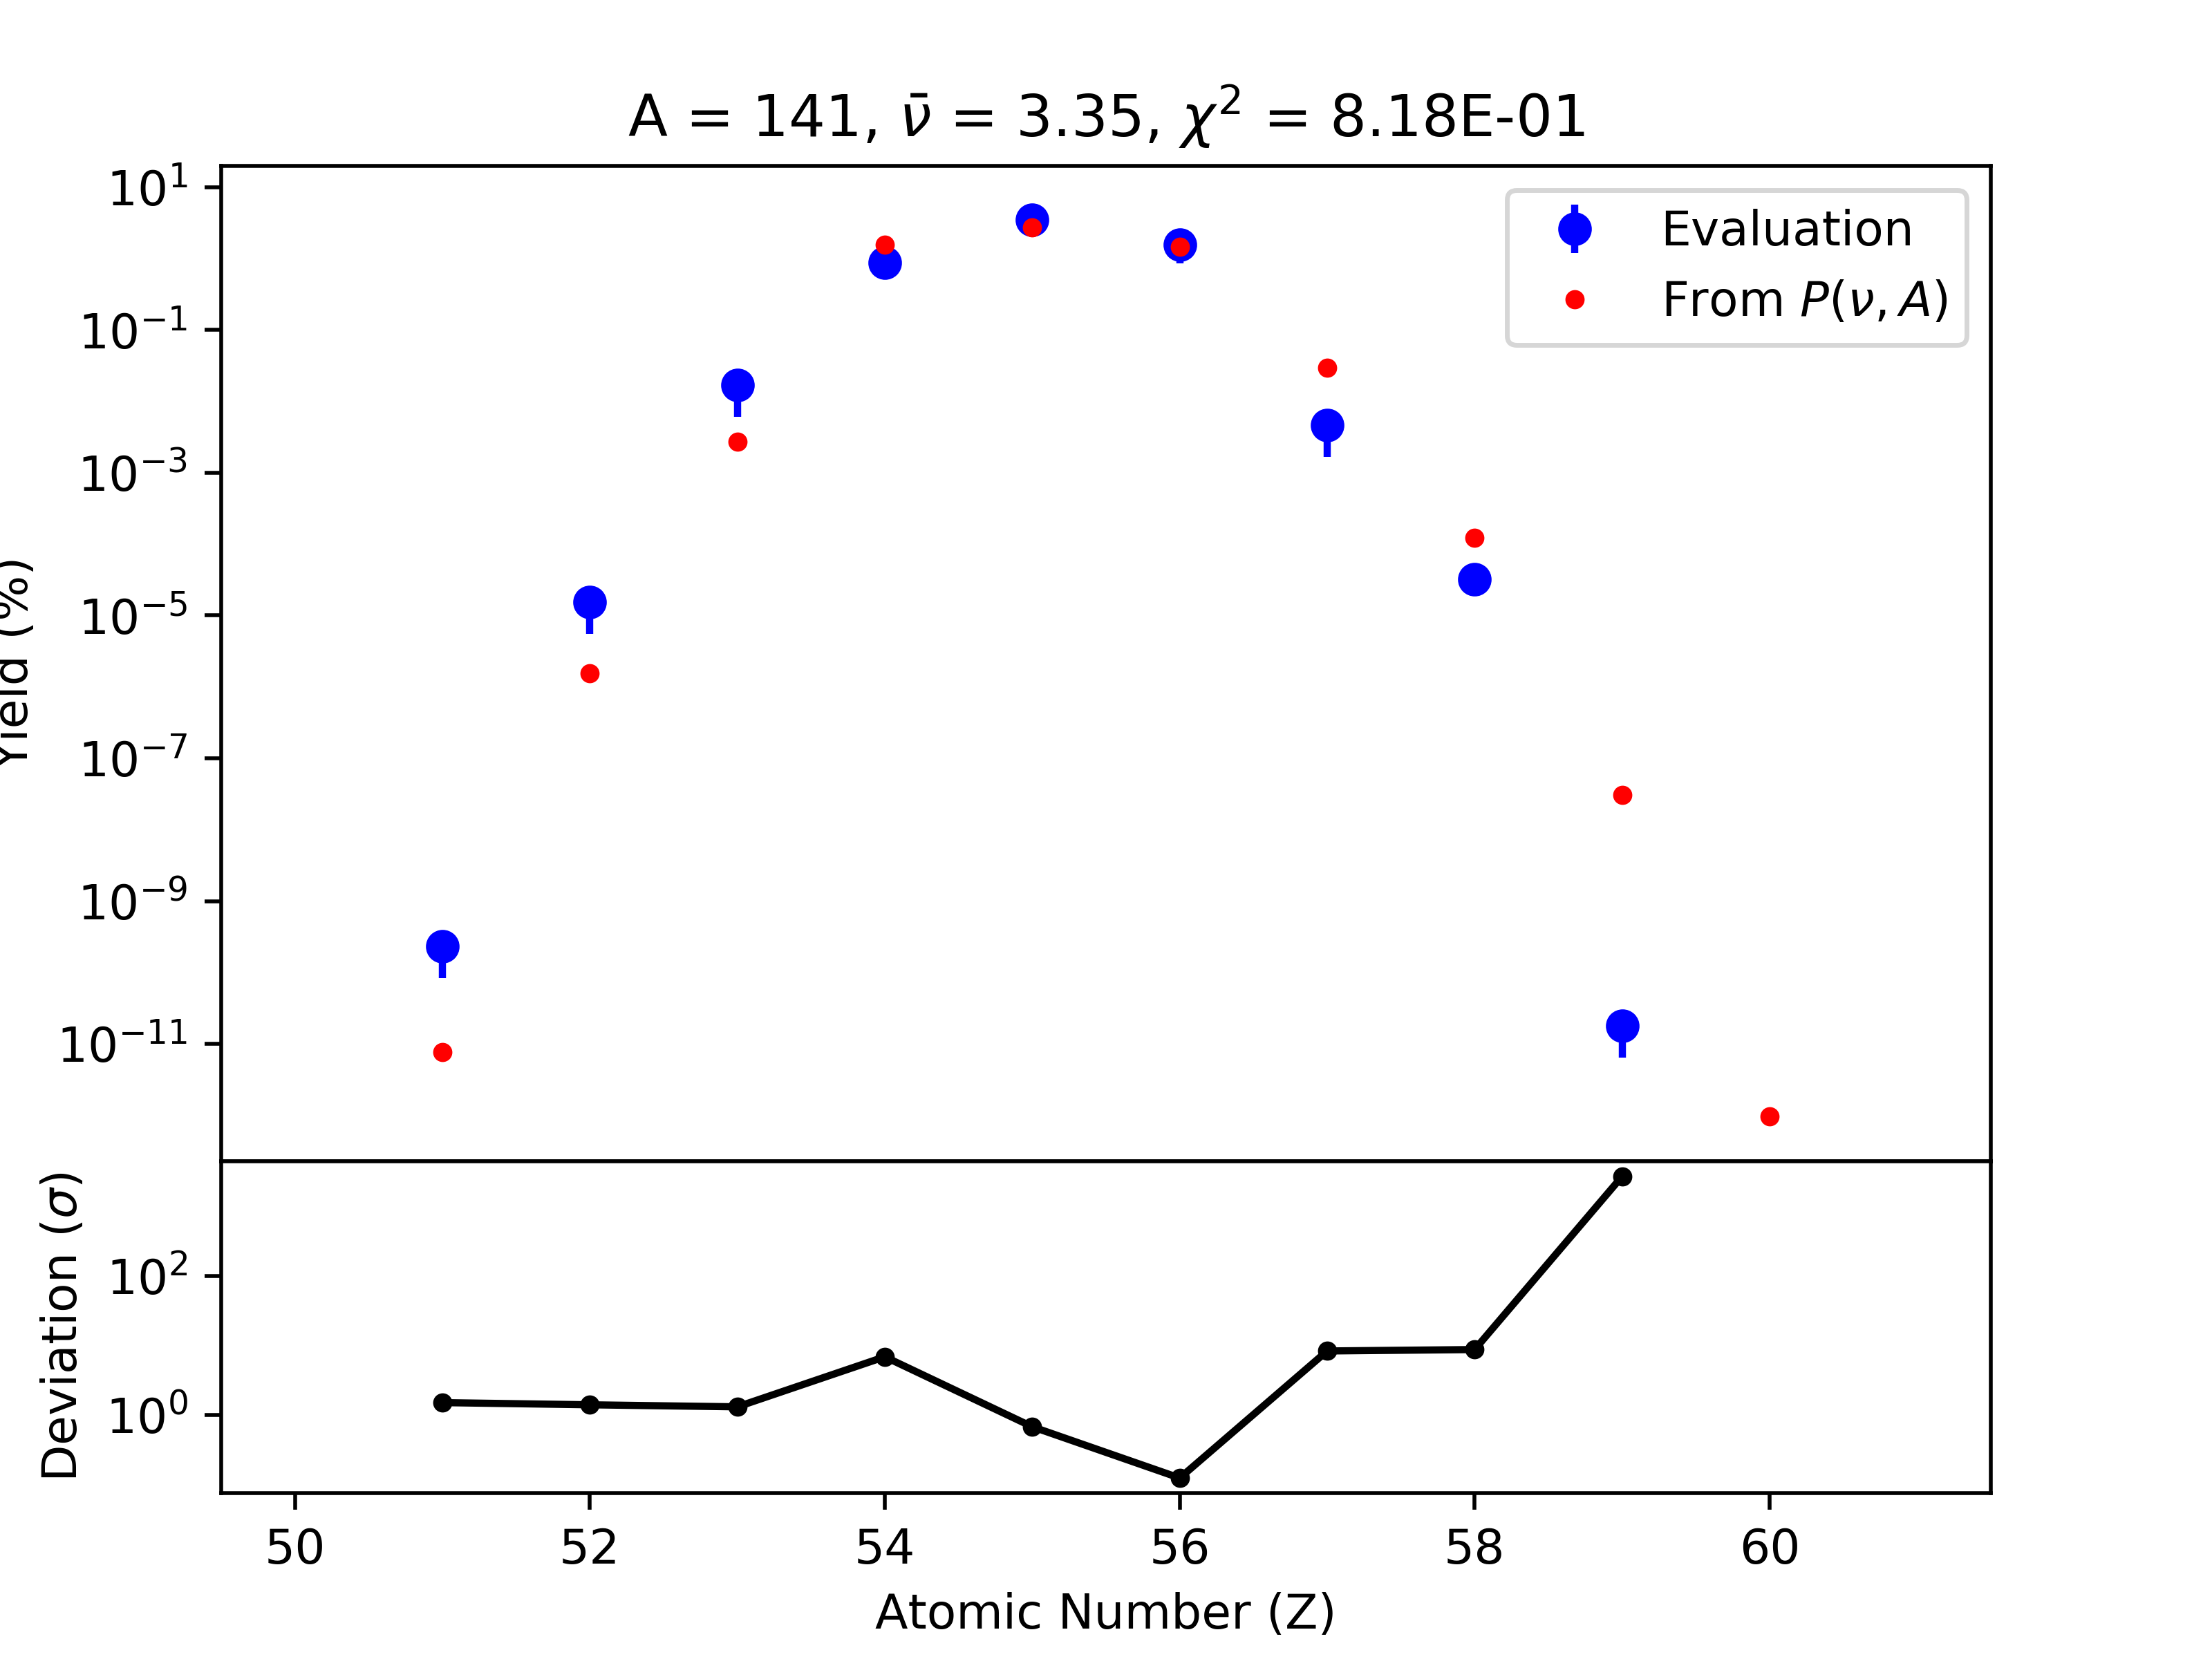 A = 141, ν̄ = 3.35, χ² = 8.18E-01
Evaluation
From P(ν, A)
10¹
10⁻¹
10⁻³
10⁻⁵
10⁻⁷
10⁻⁹
10⁻¹¹
Yield (%)
10²
10⁰
Deviation (σ)
50 52 54 56 58 60
Atomic Number (Z)